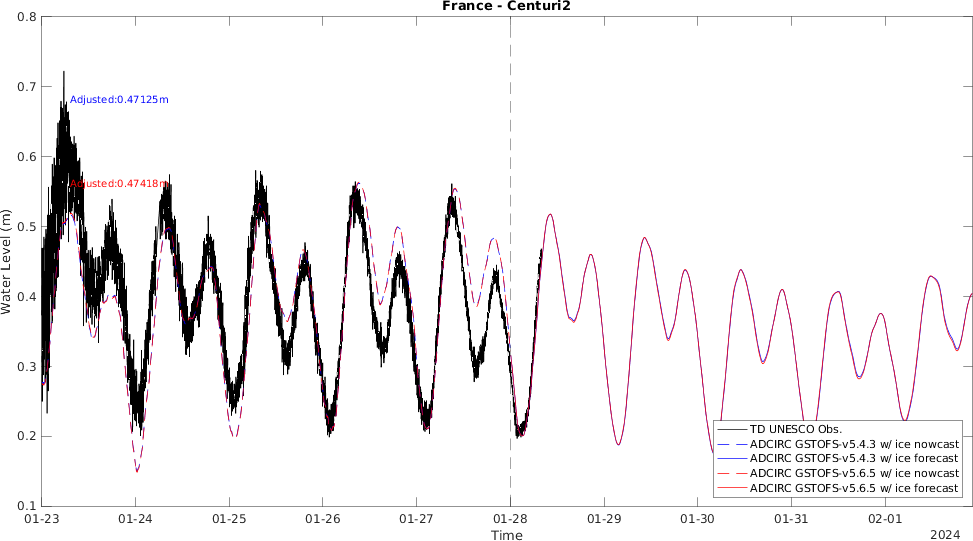 France - Centuri2
0.8
0.7
0.6
0.5
0.4
0.3
0.2
0.1
Water Level (m)
Adjusted:0.47125m
Adjusted:0.47418m
TD UNESCO Obs.
ADCIRC GSTOFS-v5.4.3 w/ ice nowcast
ADCIRC GSTOFS-v5.4.3 w/ ice forecast
ADCIRC GSTOFS-v5.6.5 w/ ice nowcast
ADCIRC GSTOFS-v5.6.5 w/ ice forecast
01-23 01-24 01-25 01-26 01-27 01-28 01-29 01-30 01-31 02-01
Time
2024